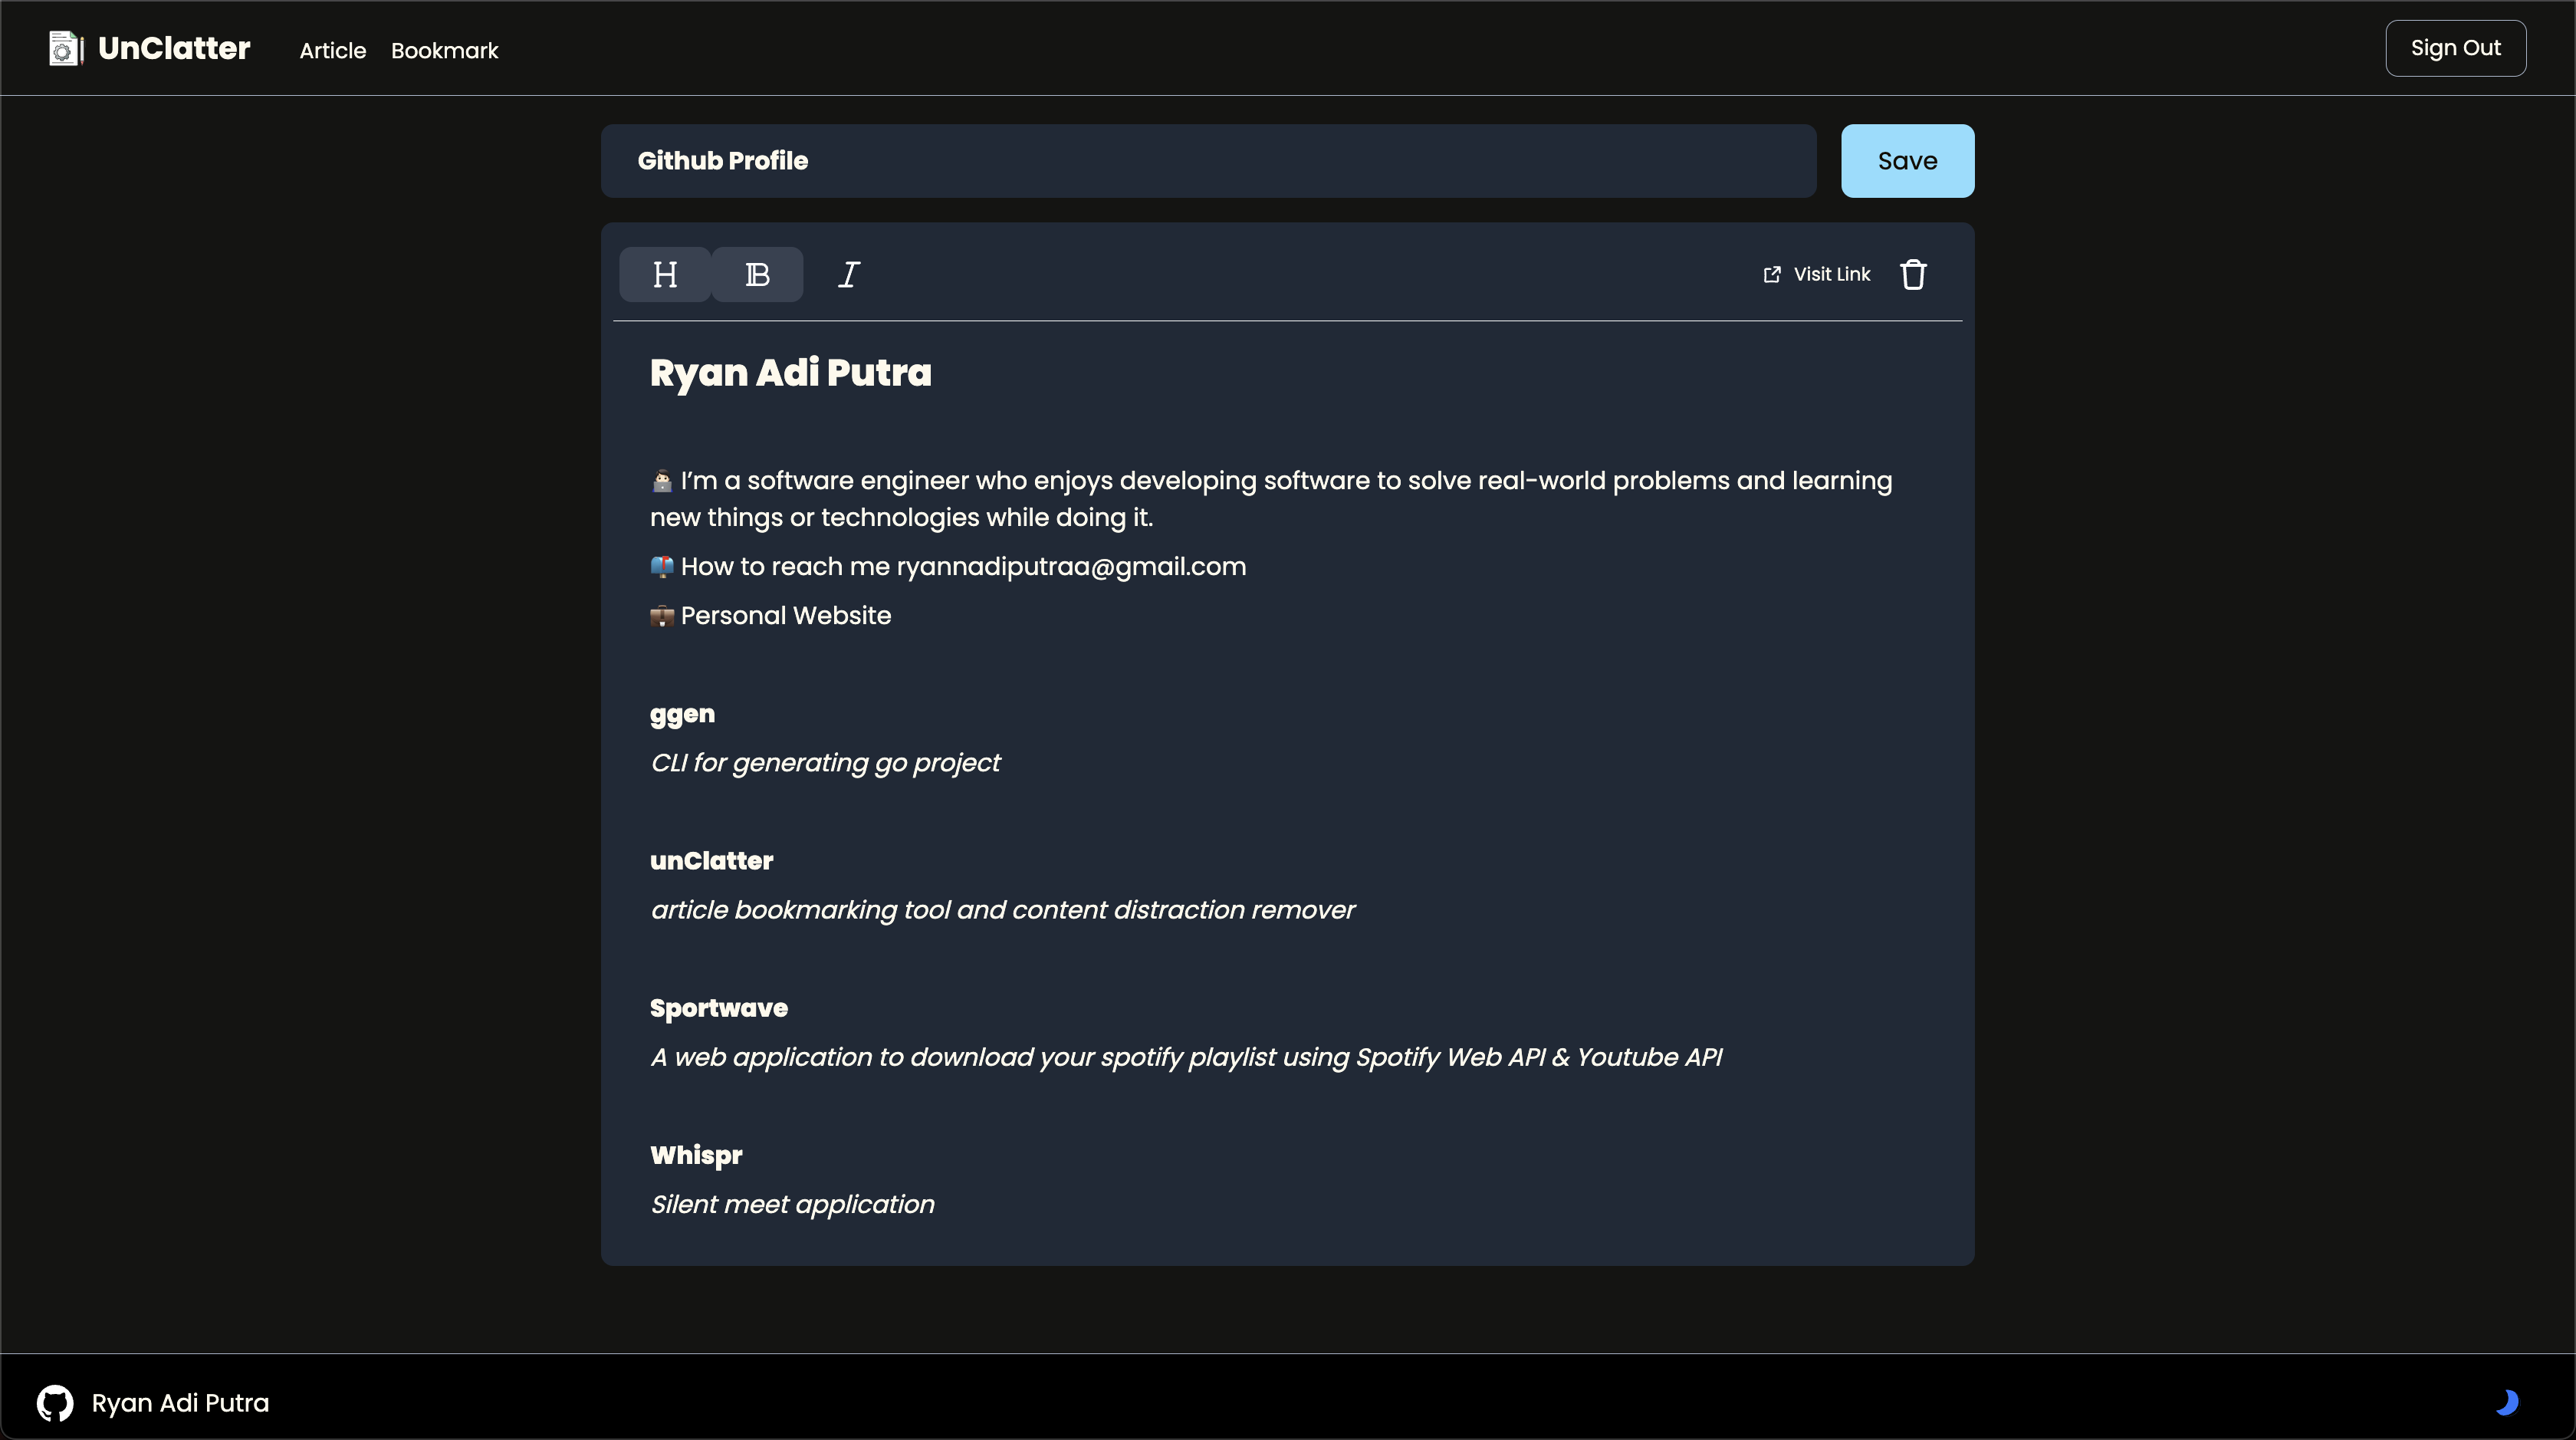 UnClatter
Article
Bookmark
Sign Out
Github Profile
Save
H
B
I
Visit Link
Ryan Adi Putra
I’m a software engineer who enjoys developing software to solve real-world problems and learning
new things or technologies while doing it.
How to reach me ryannadiputraa@gmail.com
Personal Website
ggen
CLI for generating go project
unClatter
article bookmarking tool and content distraction remover
Sportwave
A web application to download your spotify playlist using Spotify Web API & Youtube API
Whispr
Silent meet application
Ryan Adi Putra